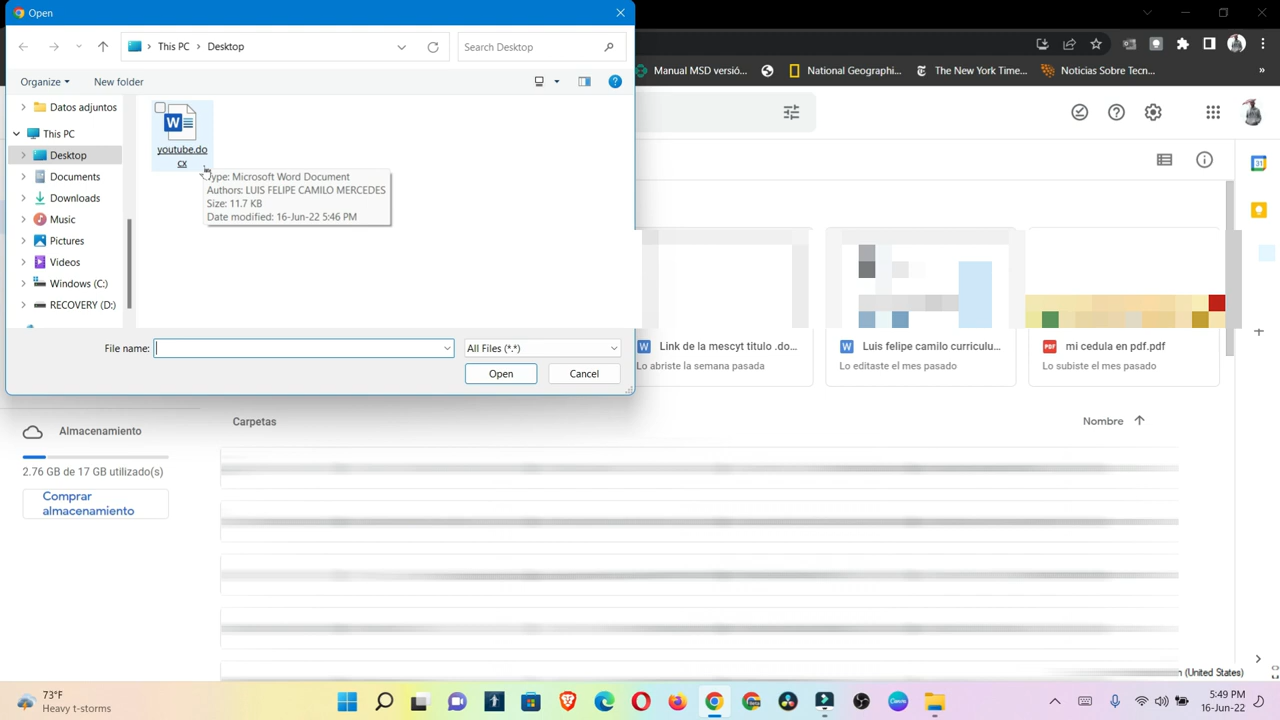 Open
This PC
Desktop
Search Desktop
Organize
New folder
Datos adjuntos
This PC
Desktop
Documents
Downloads
Music
Pictures
Videos
Windows (C:)
RECOVERY (D:)
youtube.do
cx
Type: Microsoft Word Document
Authors: LUIS FELIPE CAMILO MERCEDES
Size: 11.7 KB
Date modified: 16-Jun-22 5:46 PM
File name:
All Files (*.*)
Open
Cancel
Manual MSD versió...
National Geographi...
The New York Time...
Noticias Sobre Tecn...
»
Link de la mescyt titulo .do...
Lo abriste la semana pasada
Luis felipe camilo curriculu...
Lo editaste el mes pasado
PDF
mi cedula en pdf.pdf
Lo subiste el mes pasado
Carpetas
Nombre
Almacenamiento
2.76 GB de 17 GB utilizado(s)
Comprar
almacenamiento
(United States)
73°F
Heavy t-storms
5:49 PM
16-Jun-22